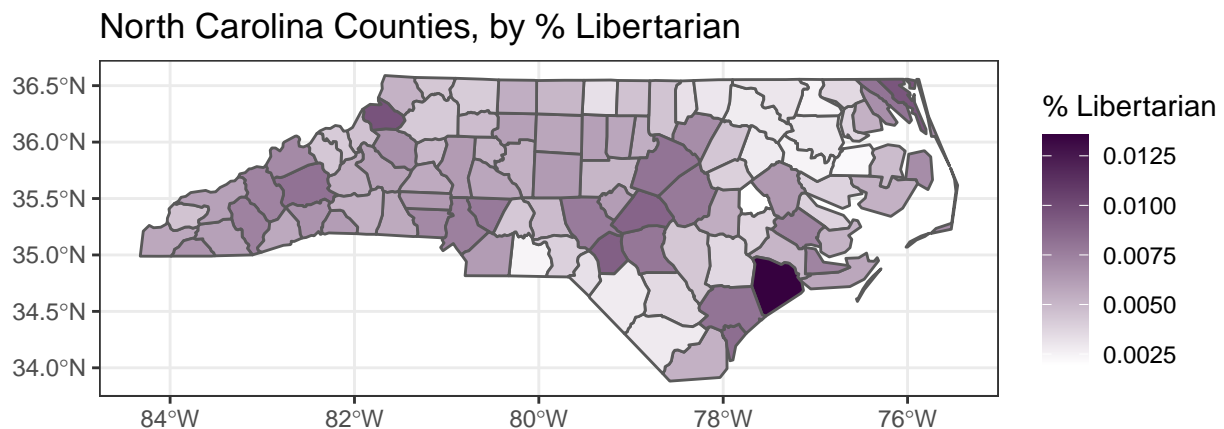 North Carolina Counties, by % Libertarian
36.5°N
36.0°N
35.5°N
35.0°N
34.5°N
34.0°N
84°W 82°W 80°W 78°W 76°W
% Libertarian
0.0125
0.0100
0.0075
0.0050
0.0025